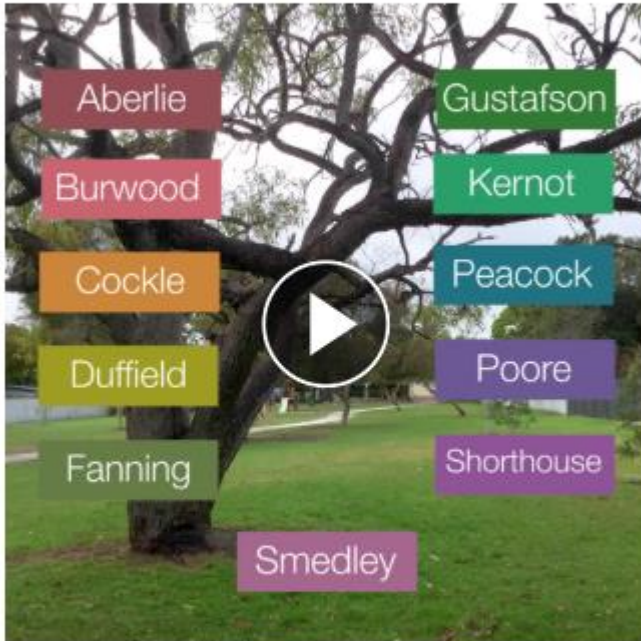 Aberlie
Burwood
Cockle
Duffield
Fanning
Gustafson
Kernot
Peacock
Poore
Shorthouse
Smedley